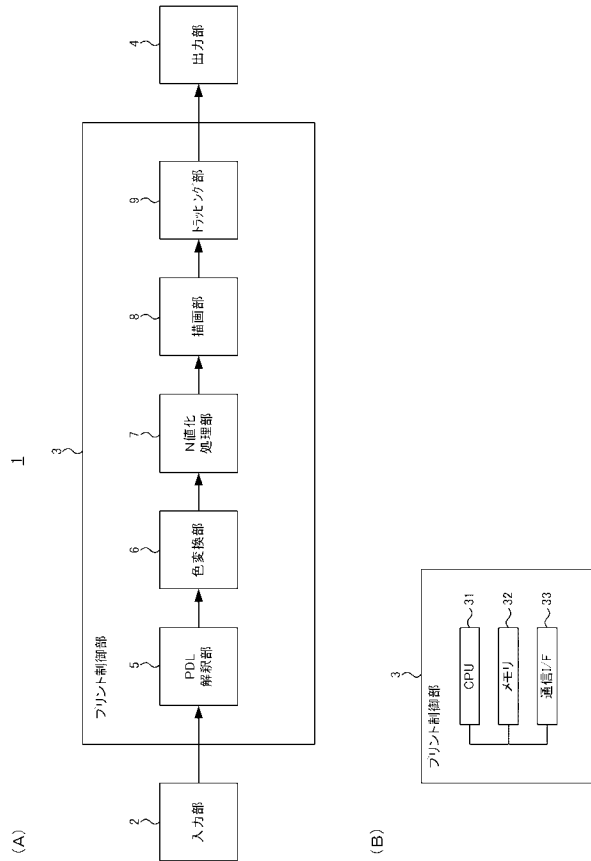 (A)
1
3
プリント制御部
2
入力部
5
PDL
解釈部
6
色変換部
7
N値化
処理部
8
描画部
9
トラッピング部
4
出力部
(B)
3
プリント制御部
CPU
31
メモリ
32
通信I/F
33